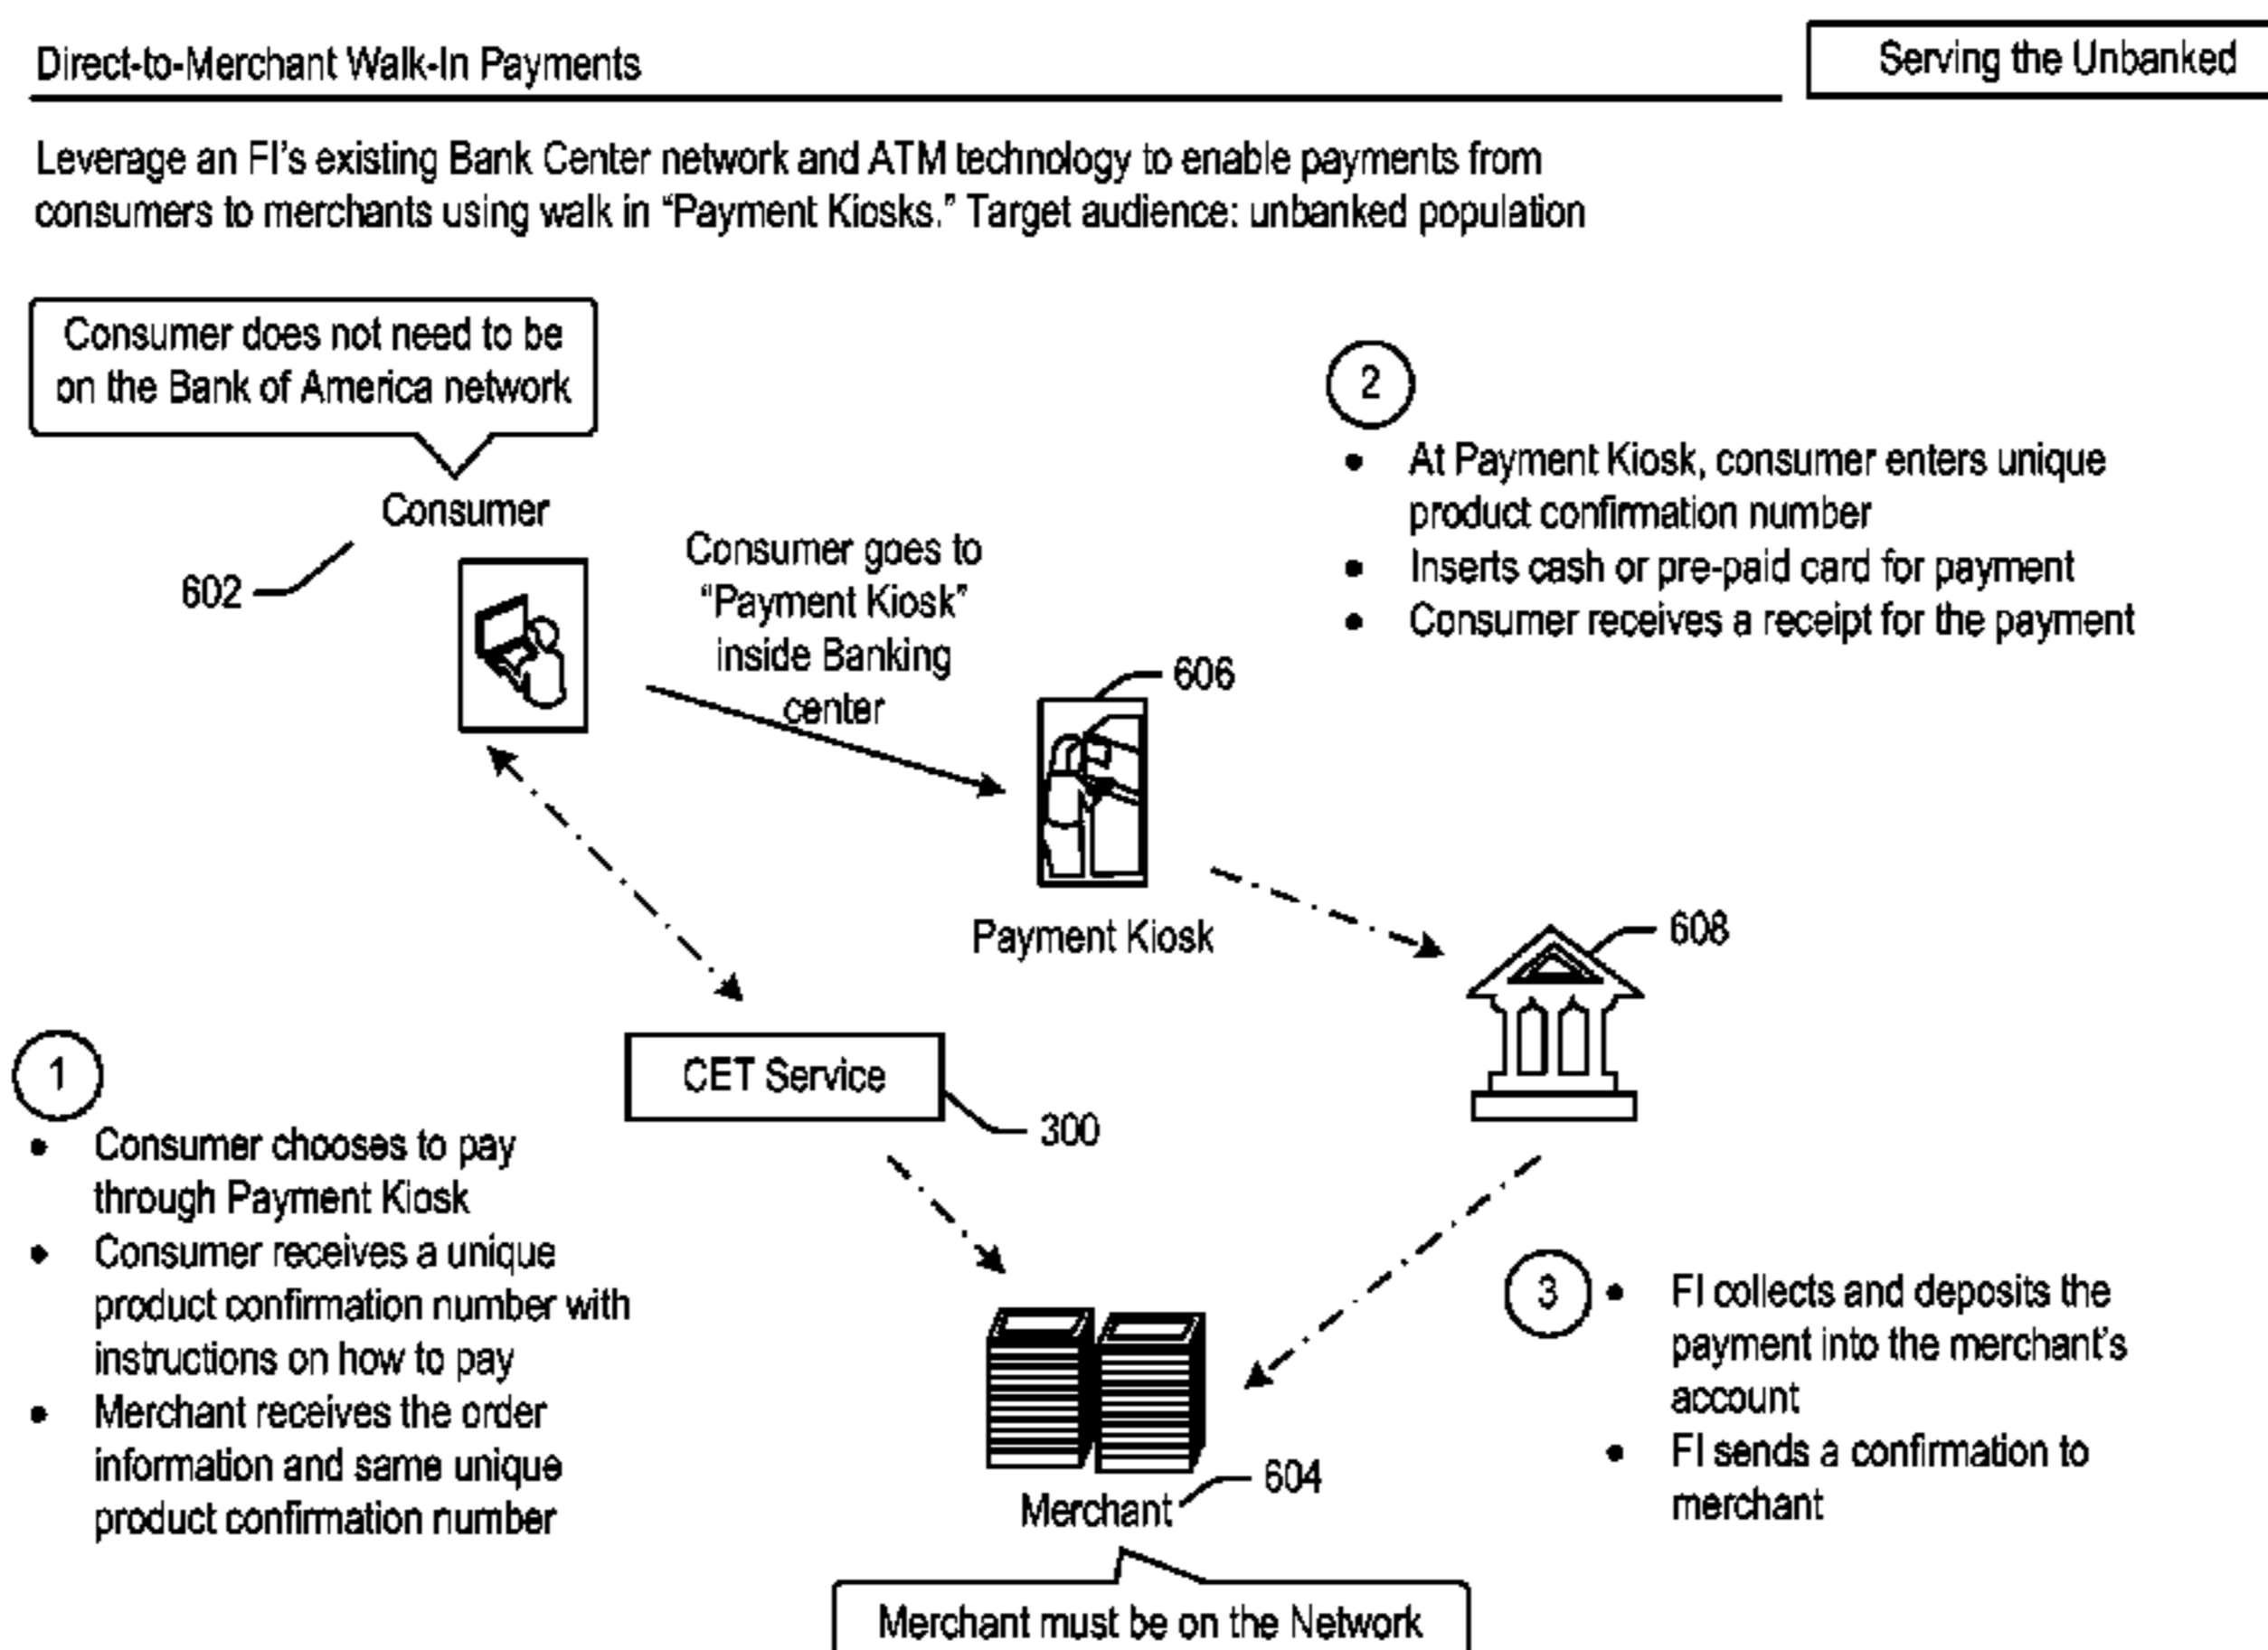 Direct-to-Merchant Walk-In Payments
Serving the Unbanked
Leverage an FI's existing Bank Center network and ATM technology to enable payments from
consumers to merchants using walk in “Payment Kiosks.” Target audience: unbanked population
Consumer does not need to be
on the Bank of America network
Consumer
602
Consumer goes to
“Payment Kiosk”
inside Banking
center
2
• At Payment Kiosk, consumer enters unique
product confirmation number
• Inserts cash or pre-paid card for payment
• Consumer receives a receipt for the payment
606
Payment Kiosk
608
CET Service
300
1
• Consumer chooses to pay
through Payment Kiosk
• Consumer receives a unique
product confirmation number with
instructions on how to pay
• Merchant receives the order
information and same unique
product confirmation number
3
• FI collects and deposits the
payment into the merchant's
account
• FI sends a confirmation to
merchant
604
Merchant
Merchant must be on the Network